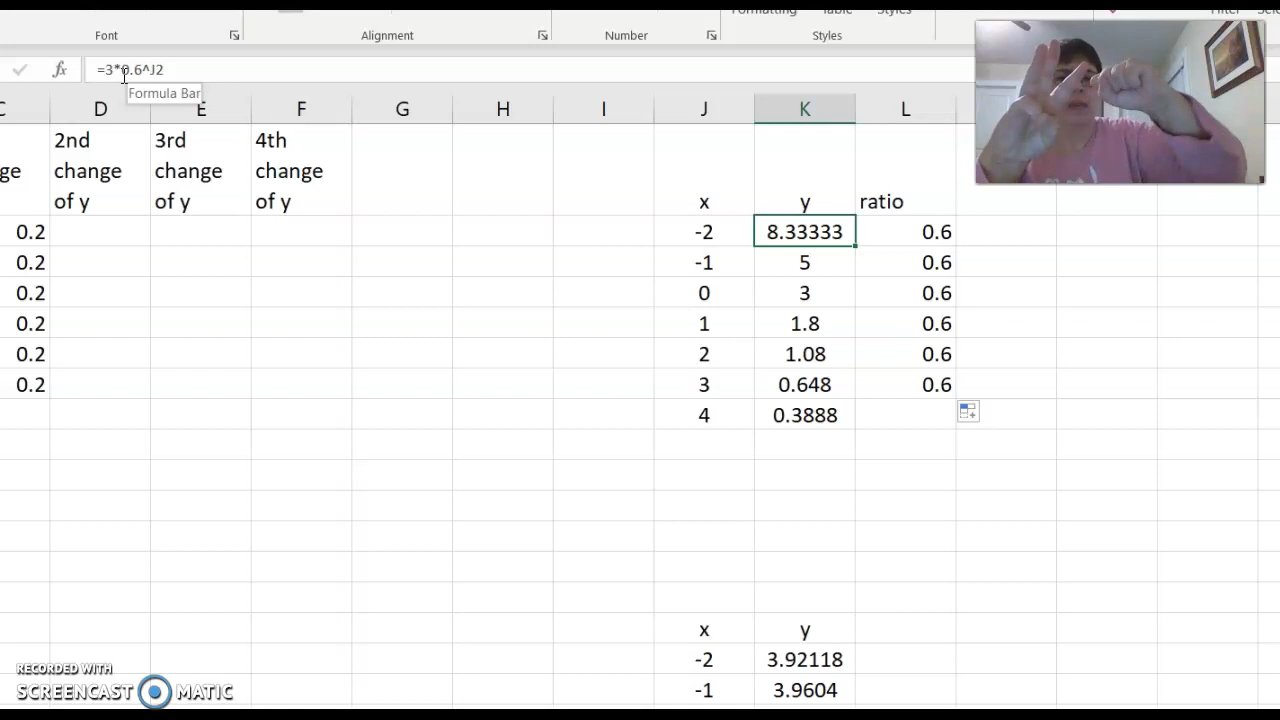 Formatting Table Styles Filter
Font Alignment Number Styles
fx =3*0.6^J2
Formula Bar
C D E F G H I J K L
2nd 3rd 4th
ge change change change
of y of y of y x y ratio
0.2 -2 8.33333 0.6
0.2 -1 5 0.6
0.2 0 3 0.6
0.2 1 1.8 0.6
0.2 2 1.08 0.6
0.2 3 0.648 0.6
4 0.3888
x y
-2 3.92118
-1 3.9604
RECORDED WITH
SCREENCAST MATIC